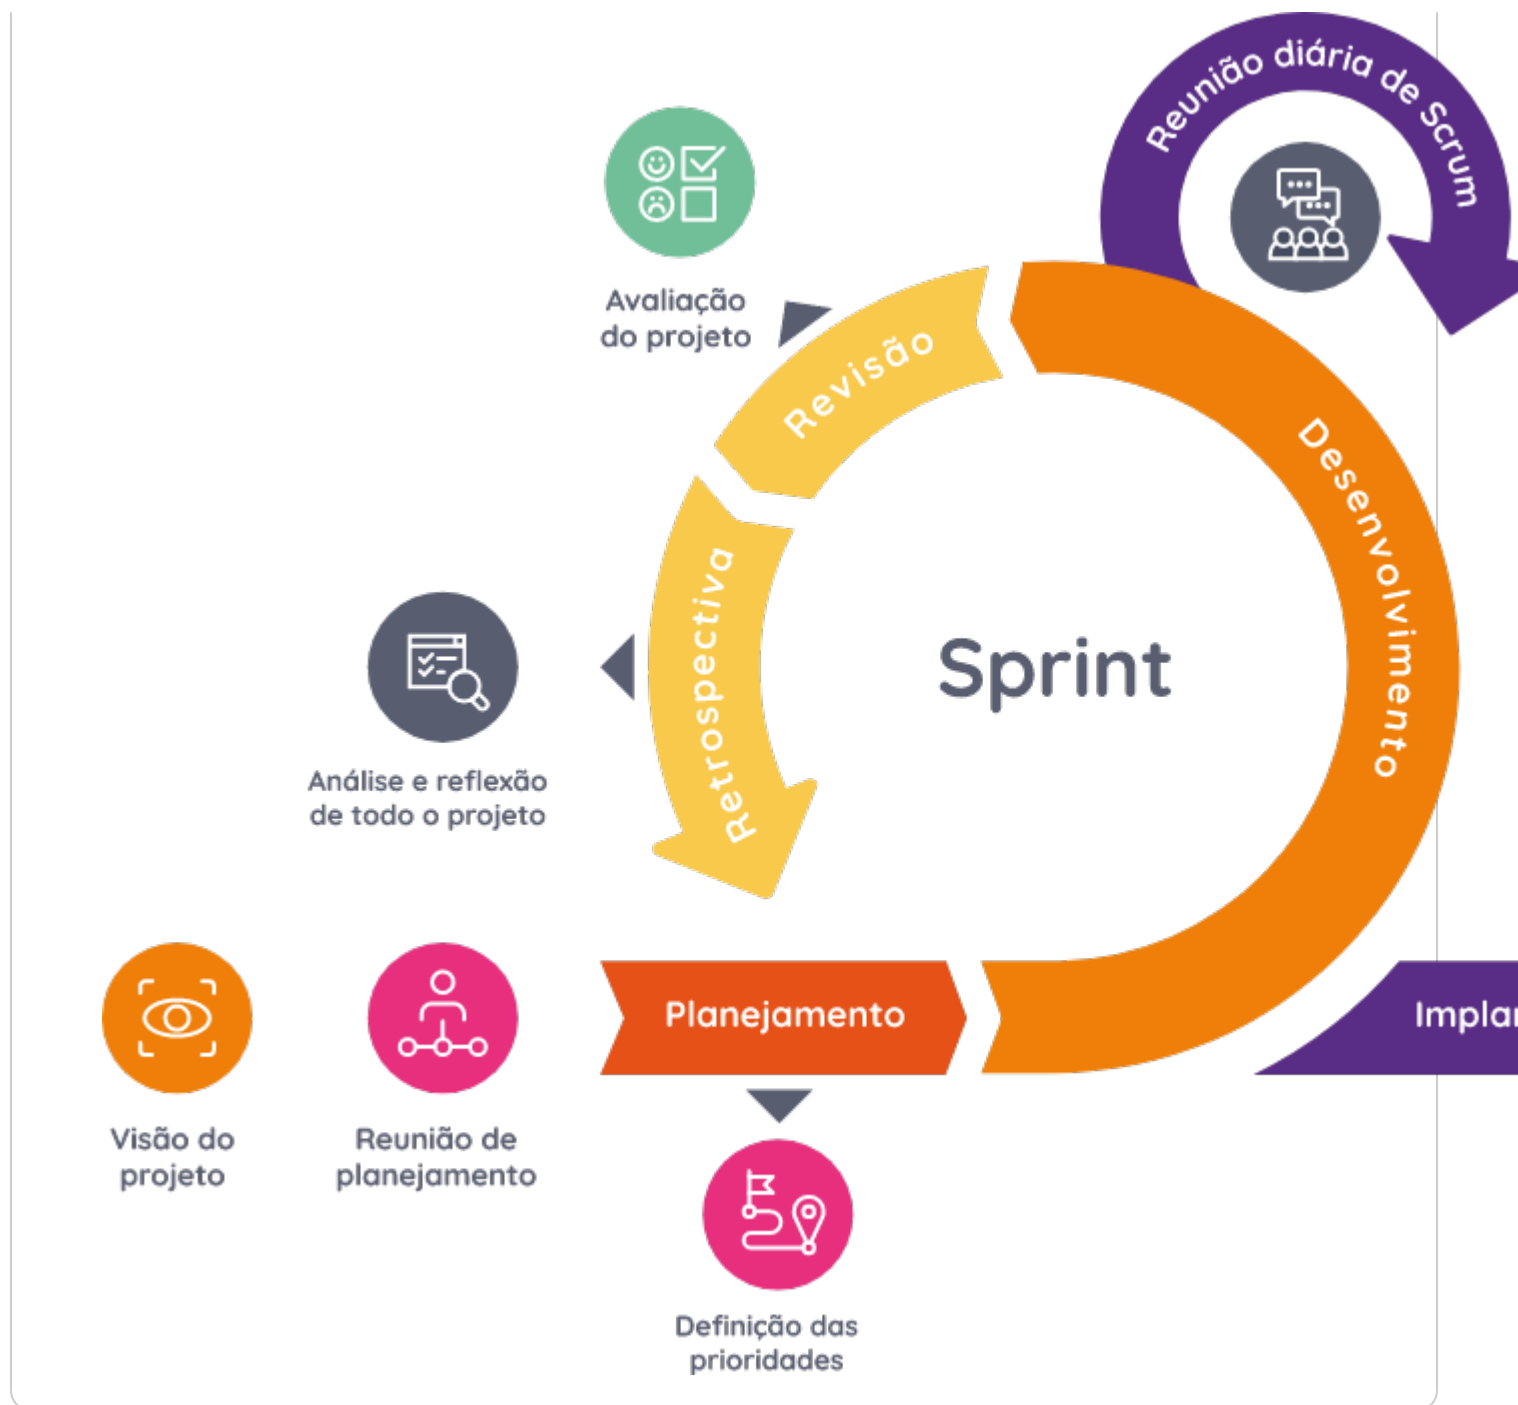 Reunião diária de Scrum
Avaliação
do projeto
Revisão
Desenvolvimento
Retrospectiva
Sprint
Análise e reflexão
de todo o projeto
Planejamento
Visão do
projeto
Reunião de
planejamento
Definição das
prioridades